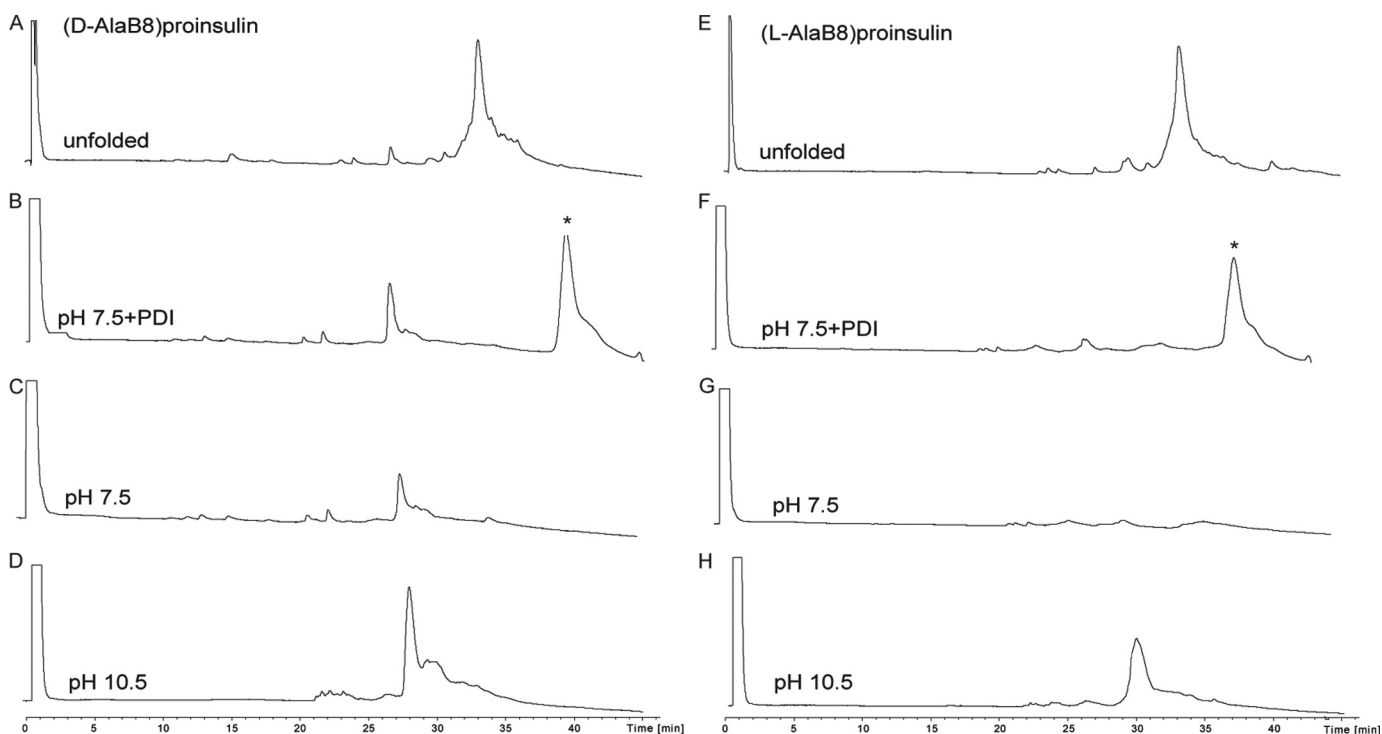 A (D-AlaB8)proinsulin
unfolded
B *
pH 7.5+PDI
C
pH 7.5
D
pH 10.5
0 5 10 15 20 25 30 35 40 Time [min]
E (L-AlaB8)proinsulin
unfolded
F *
pH 7.5+PDI
G
pH 7.5
H
pH 10.5
0 5 10 15 20 25 30 35 40 Time [min]